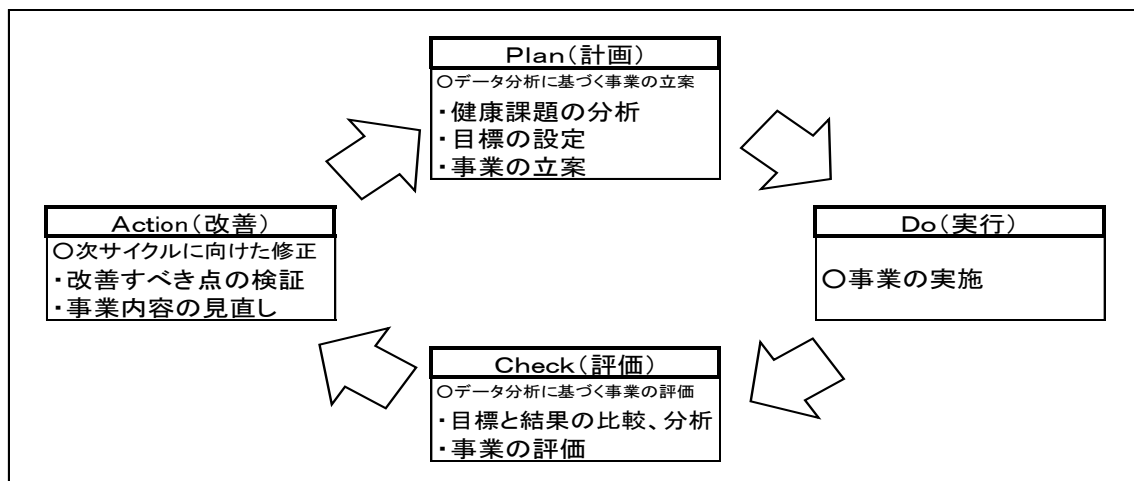 Plan(計画)
○データ分析に基づく事業の立案
・健康課題の分析
・目標の設定
・事業の立案
Do(実行)
○事業の実施
Check(評価)
○データ分析に基づく事業の評価
・目標と結果の比較、分析
・事業の評価
Action(改善)
○次サイクルに向けた修正
・改善すべき点の検証
・事業内容の見直し